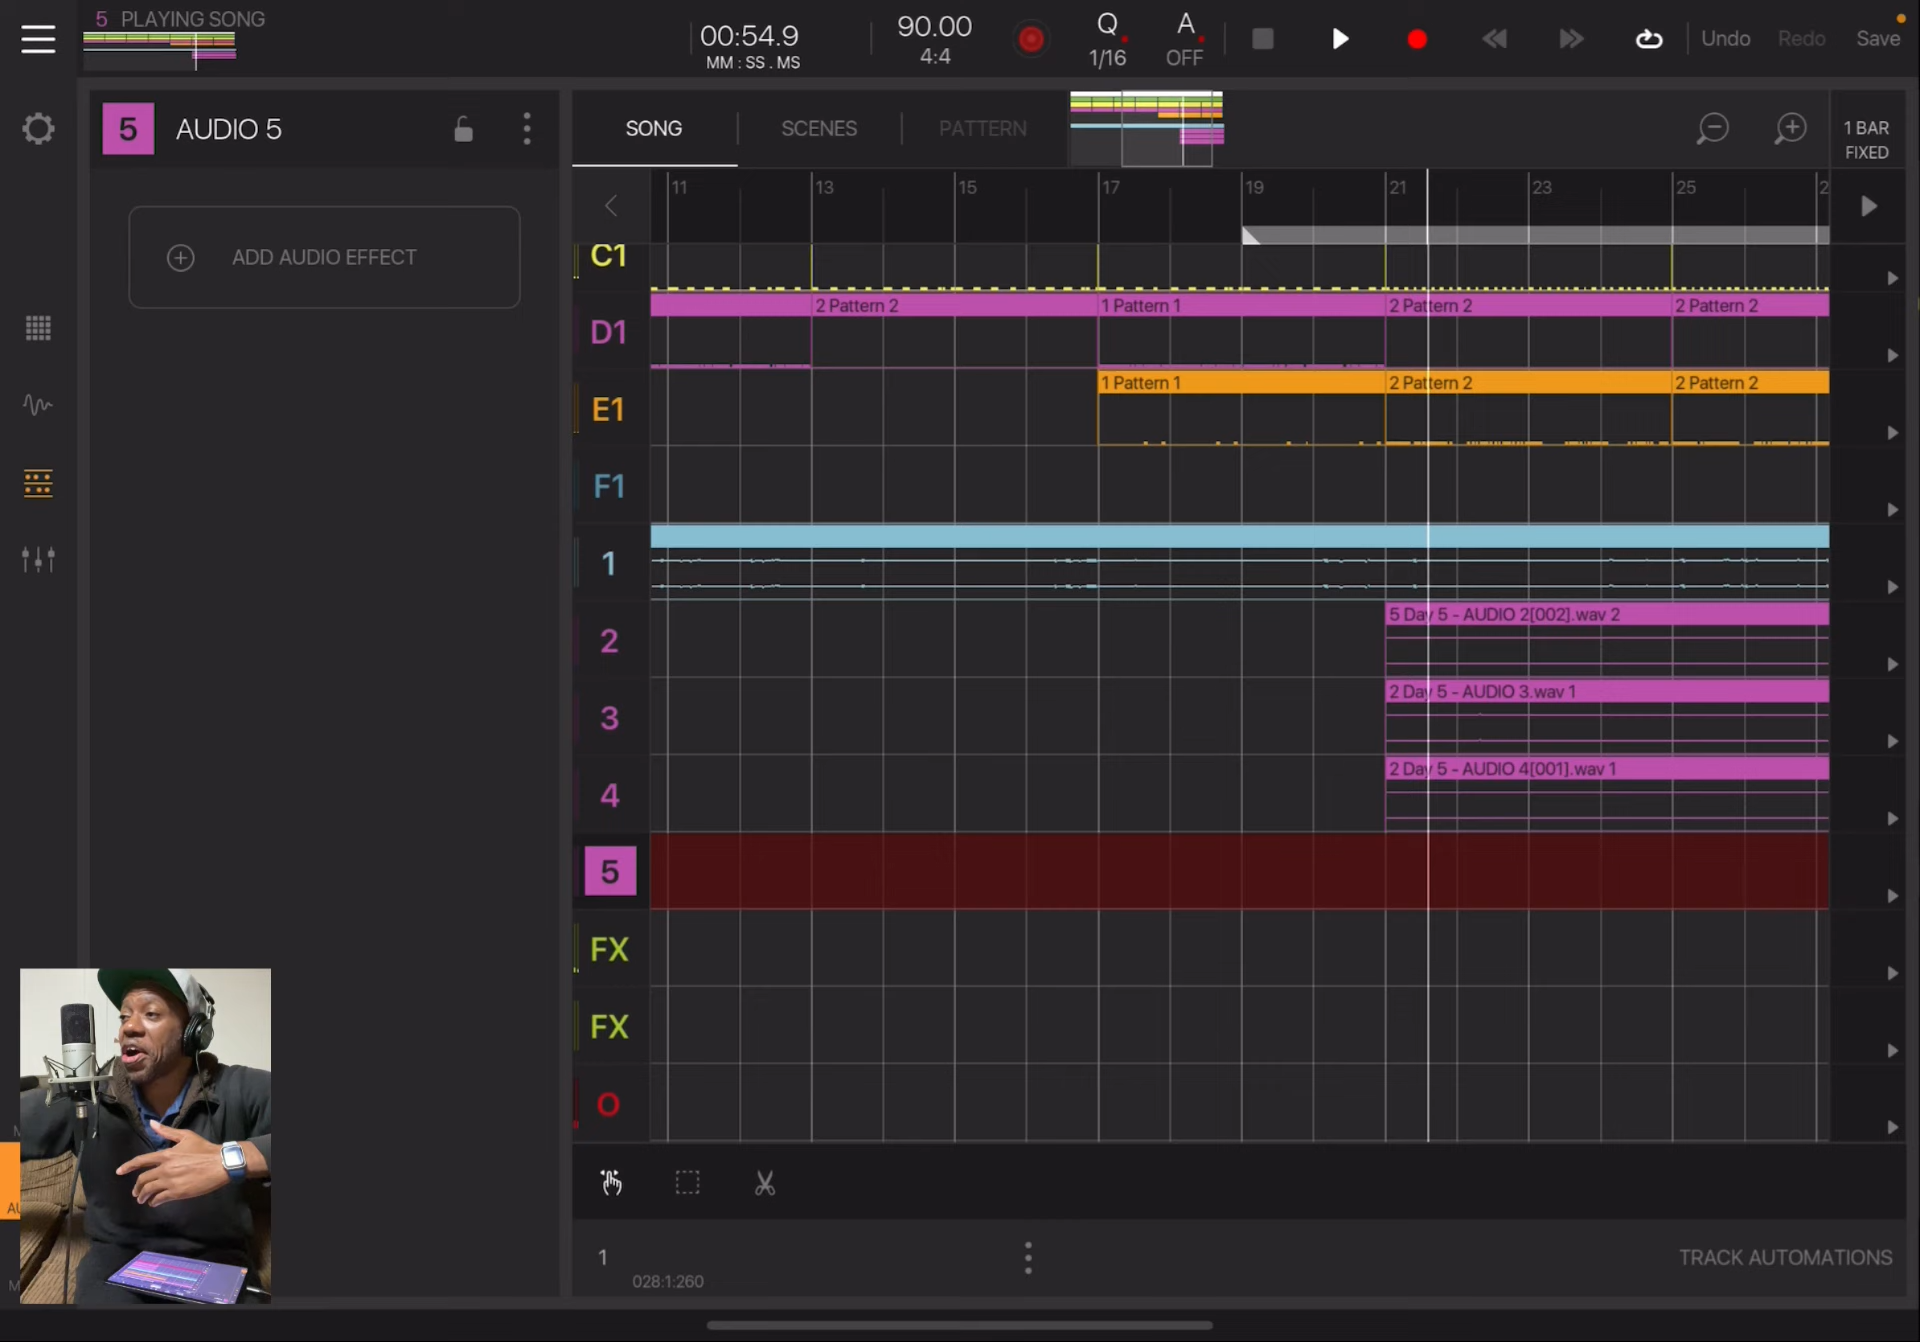 5 PLAYING SONG
00:54.9
MM : SS . MS
90.00
4:4
Q
1/16
A
OFF
Undo
Redo
Save
5
AUDIO 5
SONG
SCENES
PATTERN
1 BAR
FIXED
ADD AUDIO EFFECT
11
13
15
17
19
21
23
25
2
C1
D1
2 Pattern 2
1 Pattern 1
2 Pattern 2
2 Pattern 2
E1
1 Pattern 1
2 Pattern 2
2 Pattern 2
F1
1
2
5 Day 5 - AUDIO 2[002].wav 2
3
2 Day 5 - AUDIO 3.wav 1
4
2 Day 5 - AUDIO 4[001].wav 1
5
FX
FX
O
1
028:1:260
TRACK AUTOMATIONS